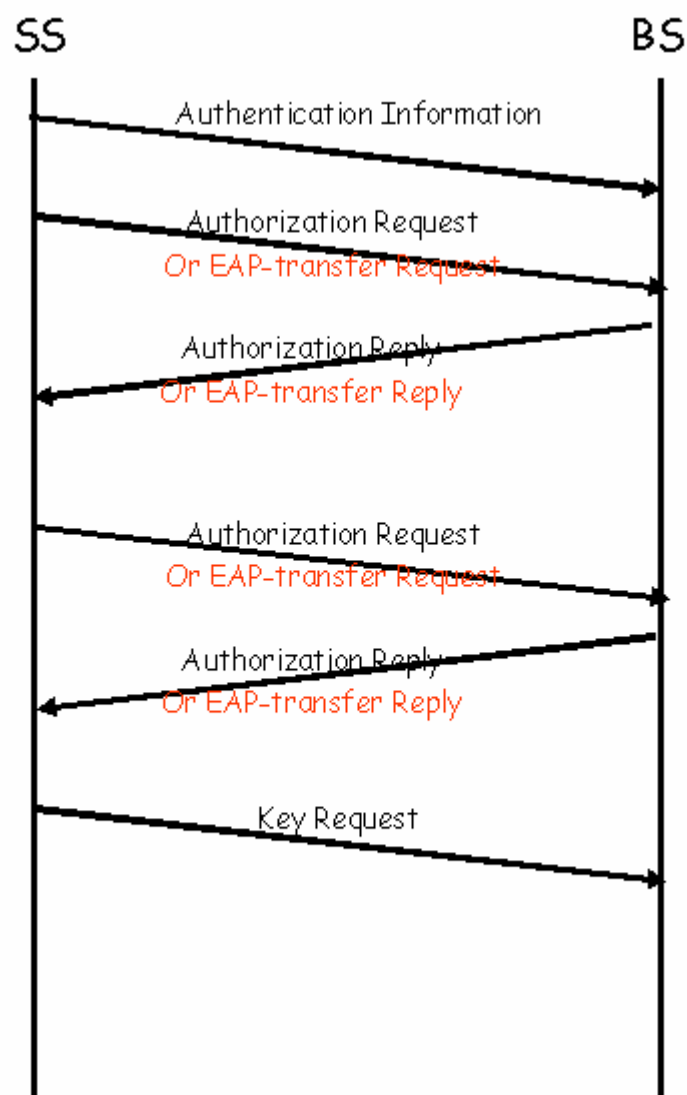 SS
BS
Authentication Information
Authorization Request
Or EAP-transfer Request
Authorization Reply
Or EAP-transfer Reply
Authorization Request
Or EAP-transfer Request
Authorization Reply
Or EAP-transfer Reply
Key Request